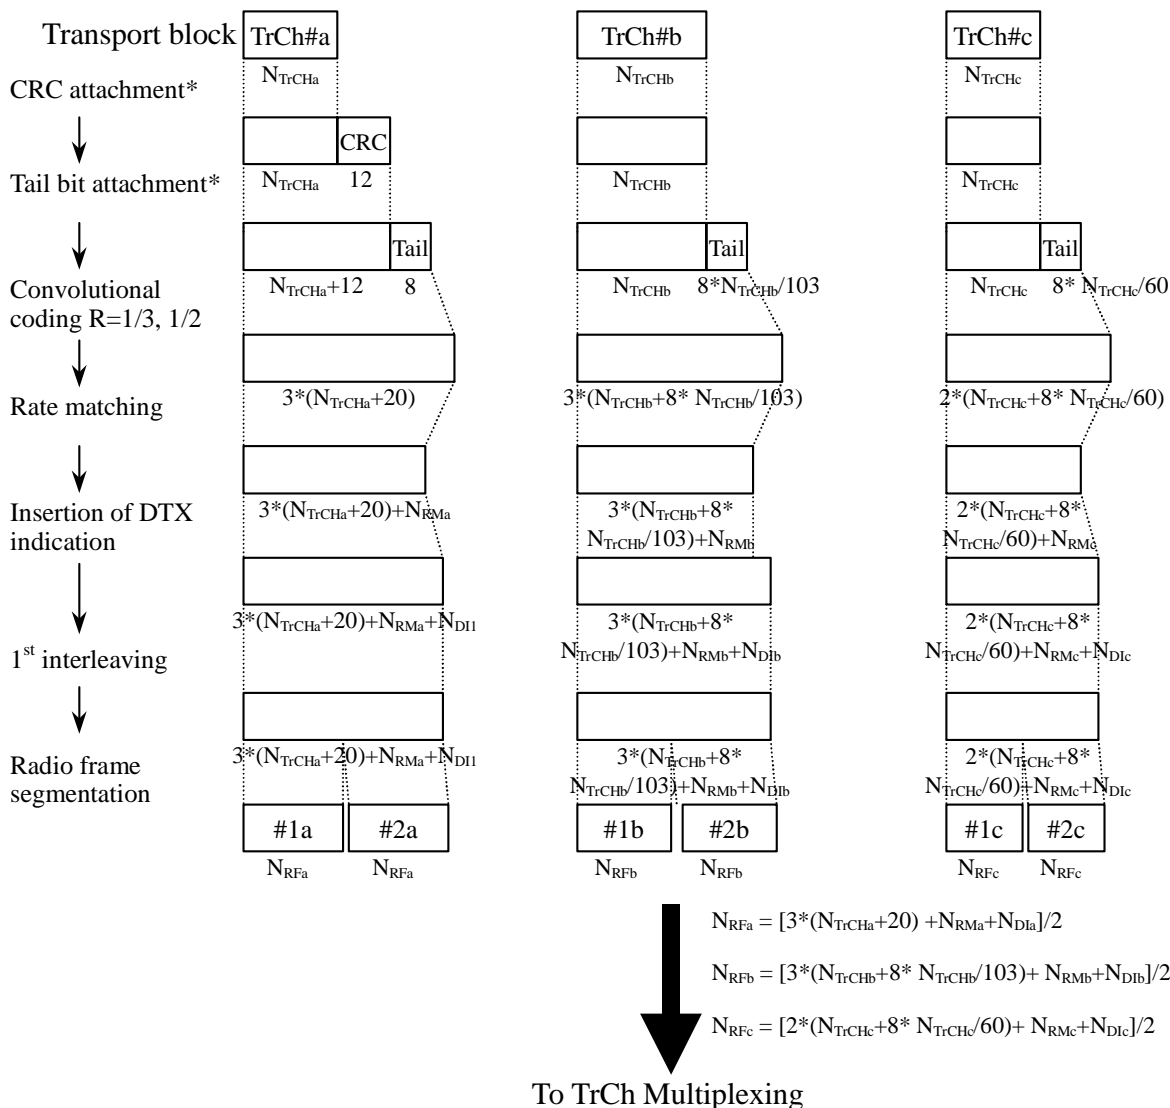 Transport block TrCh#a TrCh#b TrCh#c
N_TrCHa N_TrCHb N_TrCHc
CRC attachment*
CRC
N_TrCHa 12 N_TrCHb N_TrCHc
Tail bit attachment*
Tail Tail Tail
N_TrCHa+12 8 N_TrCHb 8*N_TrCHb/103 N_TrCHc 8* N_TrCHc/60
Convolutional
coding R=1/3, 1/2
3*(N_TrCHa+20) 3*(N_TrCHb+8* N_TrCHb/103) 2*(N_TrCHc+8* N_TrCHc/60)
Rate matching
3*(N_TrCHa+20)+N_RMa 3*(N_TrCHb+8* 2*(N_TrCHc+8*
Insertion of DTX
N_TrCHb/103)+N_RMb N_TrCHc/60)+N_RMc
indication
3*(N_TrCHa+20)+N_RMa+N_DI1 3*(N_TrCHb+8* 2*(N_TrCHc+8*
N_TrCHb/103)+N_RMb+N_DIb N_TrCHc/60)+N_RMc+N_DIc
1st interleaving
3*(N_TrCHa+20)+N_RMa+N_DI1 3*(N_TrCHb+8* 2*(N_TrCHc+8*
Radio frame
N_TrCHb/103)+N_RMb+N_DIb N_TrCHc/60)+N_RMc+N_DIc
segmentation
#1a #2a #1b #2b #1c #2c
N_RFa N_RFa N_RFb N_RFb N_RFc N_RFc
N_RFa = [3*(N_TrCHa+20) +N_RMa+N_DIa]/2
N_RFb = [3*(N_TrCHb+8* N_TrCHb/103)+ N_RMb+N_DIb]/2
N_RFc = [2*(N_TrCHc+8* N_TrCHc/60)+ N_RMc+N_DIc]/2
To TrCh Multiplexing